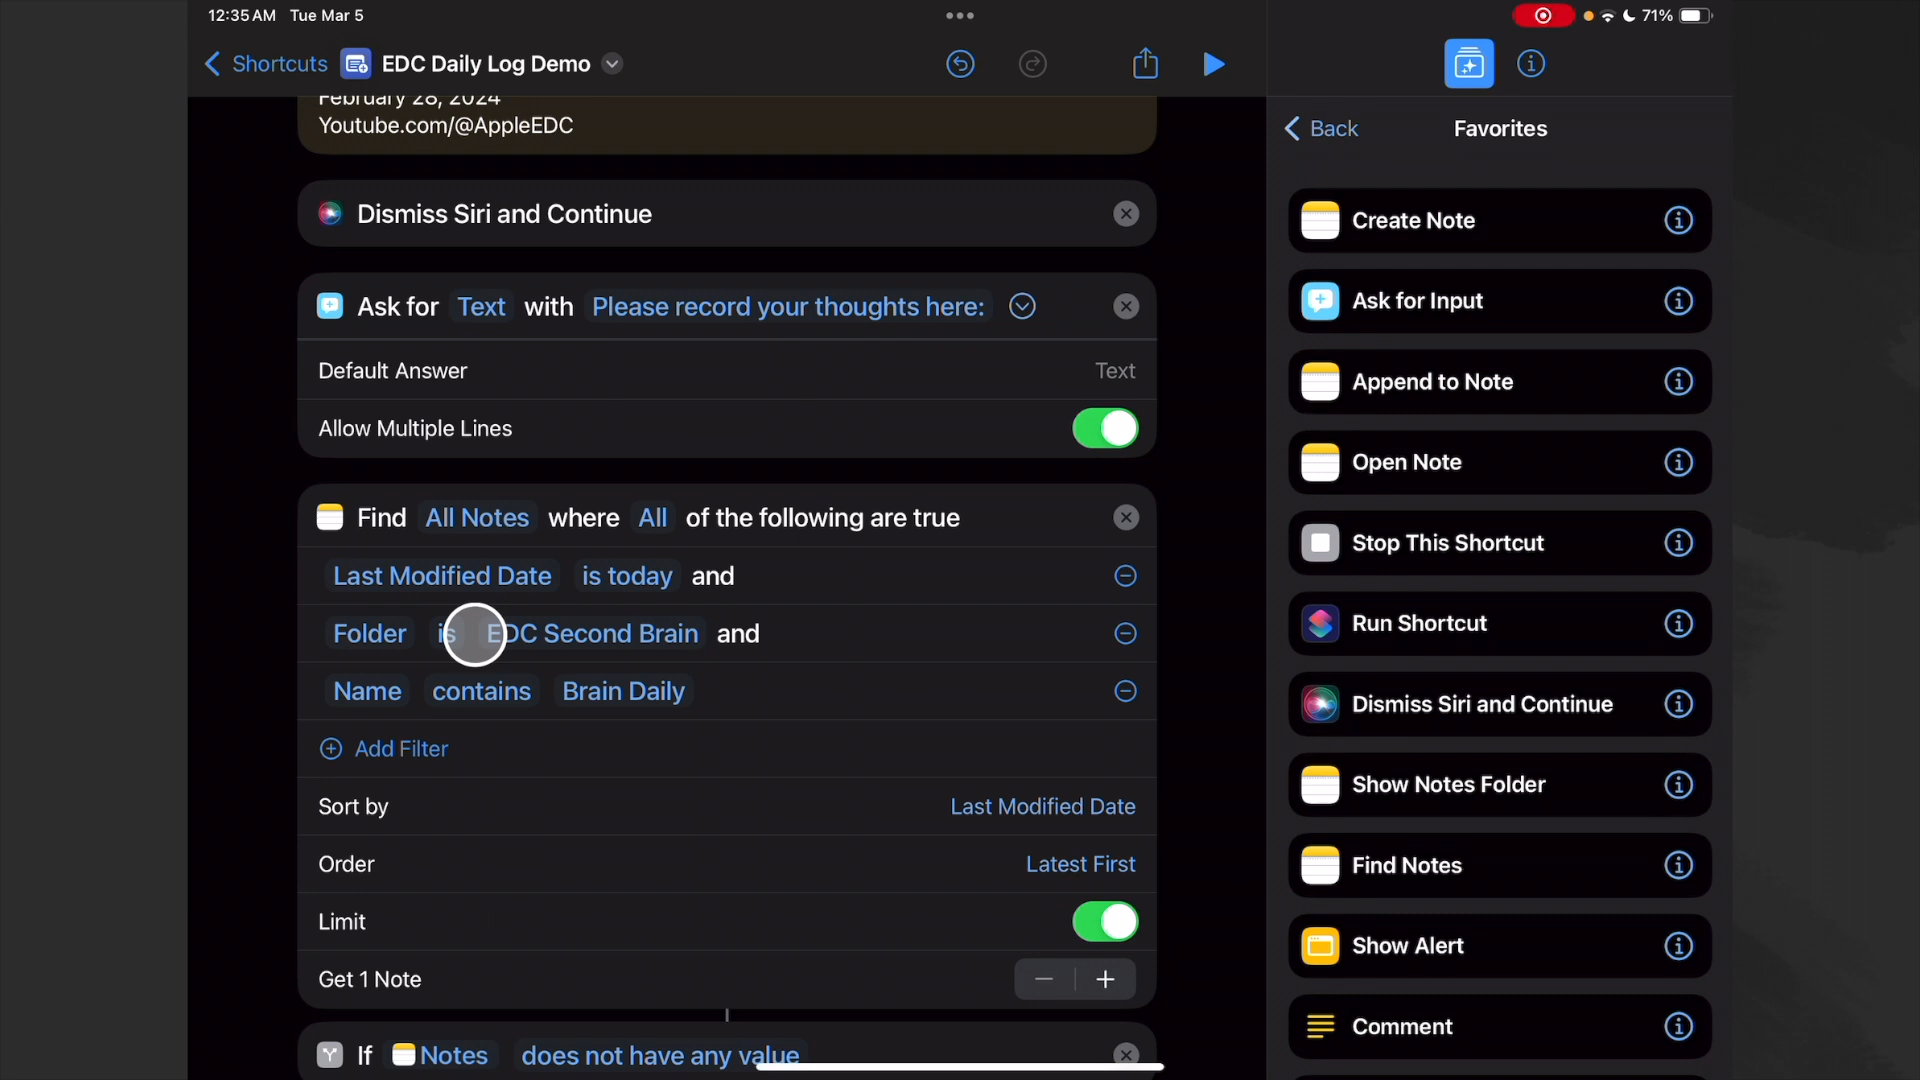 12:35 AM Tue Mar 5
71%
Shortcuts EDC Daily Log Demo
February 28, 2024
Youtube.com/@AppleEDC
Dismiss Siri and Continue
Ask for Text with Please record your thoughts here:
Default Answer Text
Allow Multiple Lines
Find All Notes where All of the following are true
Last Modified Date is today and
Folder is EDC Second Brain and
Name contains Brain Daily
Add Filter
Sort by Last Modified Date
Order Latest First
Limit
Get 1 Note
If Notes does not have any value
Back Favorites
Create Note
Ask for Input
Append to Note
Open Note
Stop This Shortcut
Run Shortcut
Dismiss Siri and Continue
Show Notes Folder
Find Notes
Show Alert
Comment